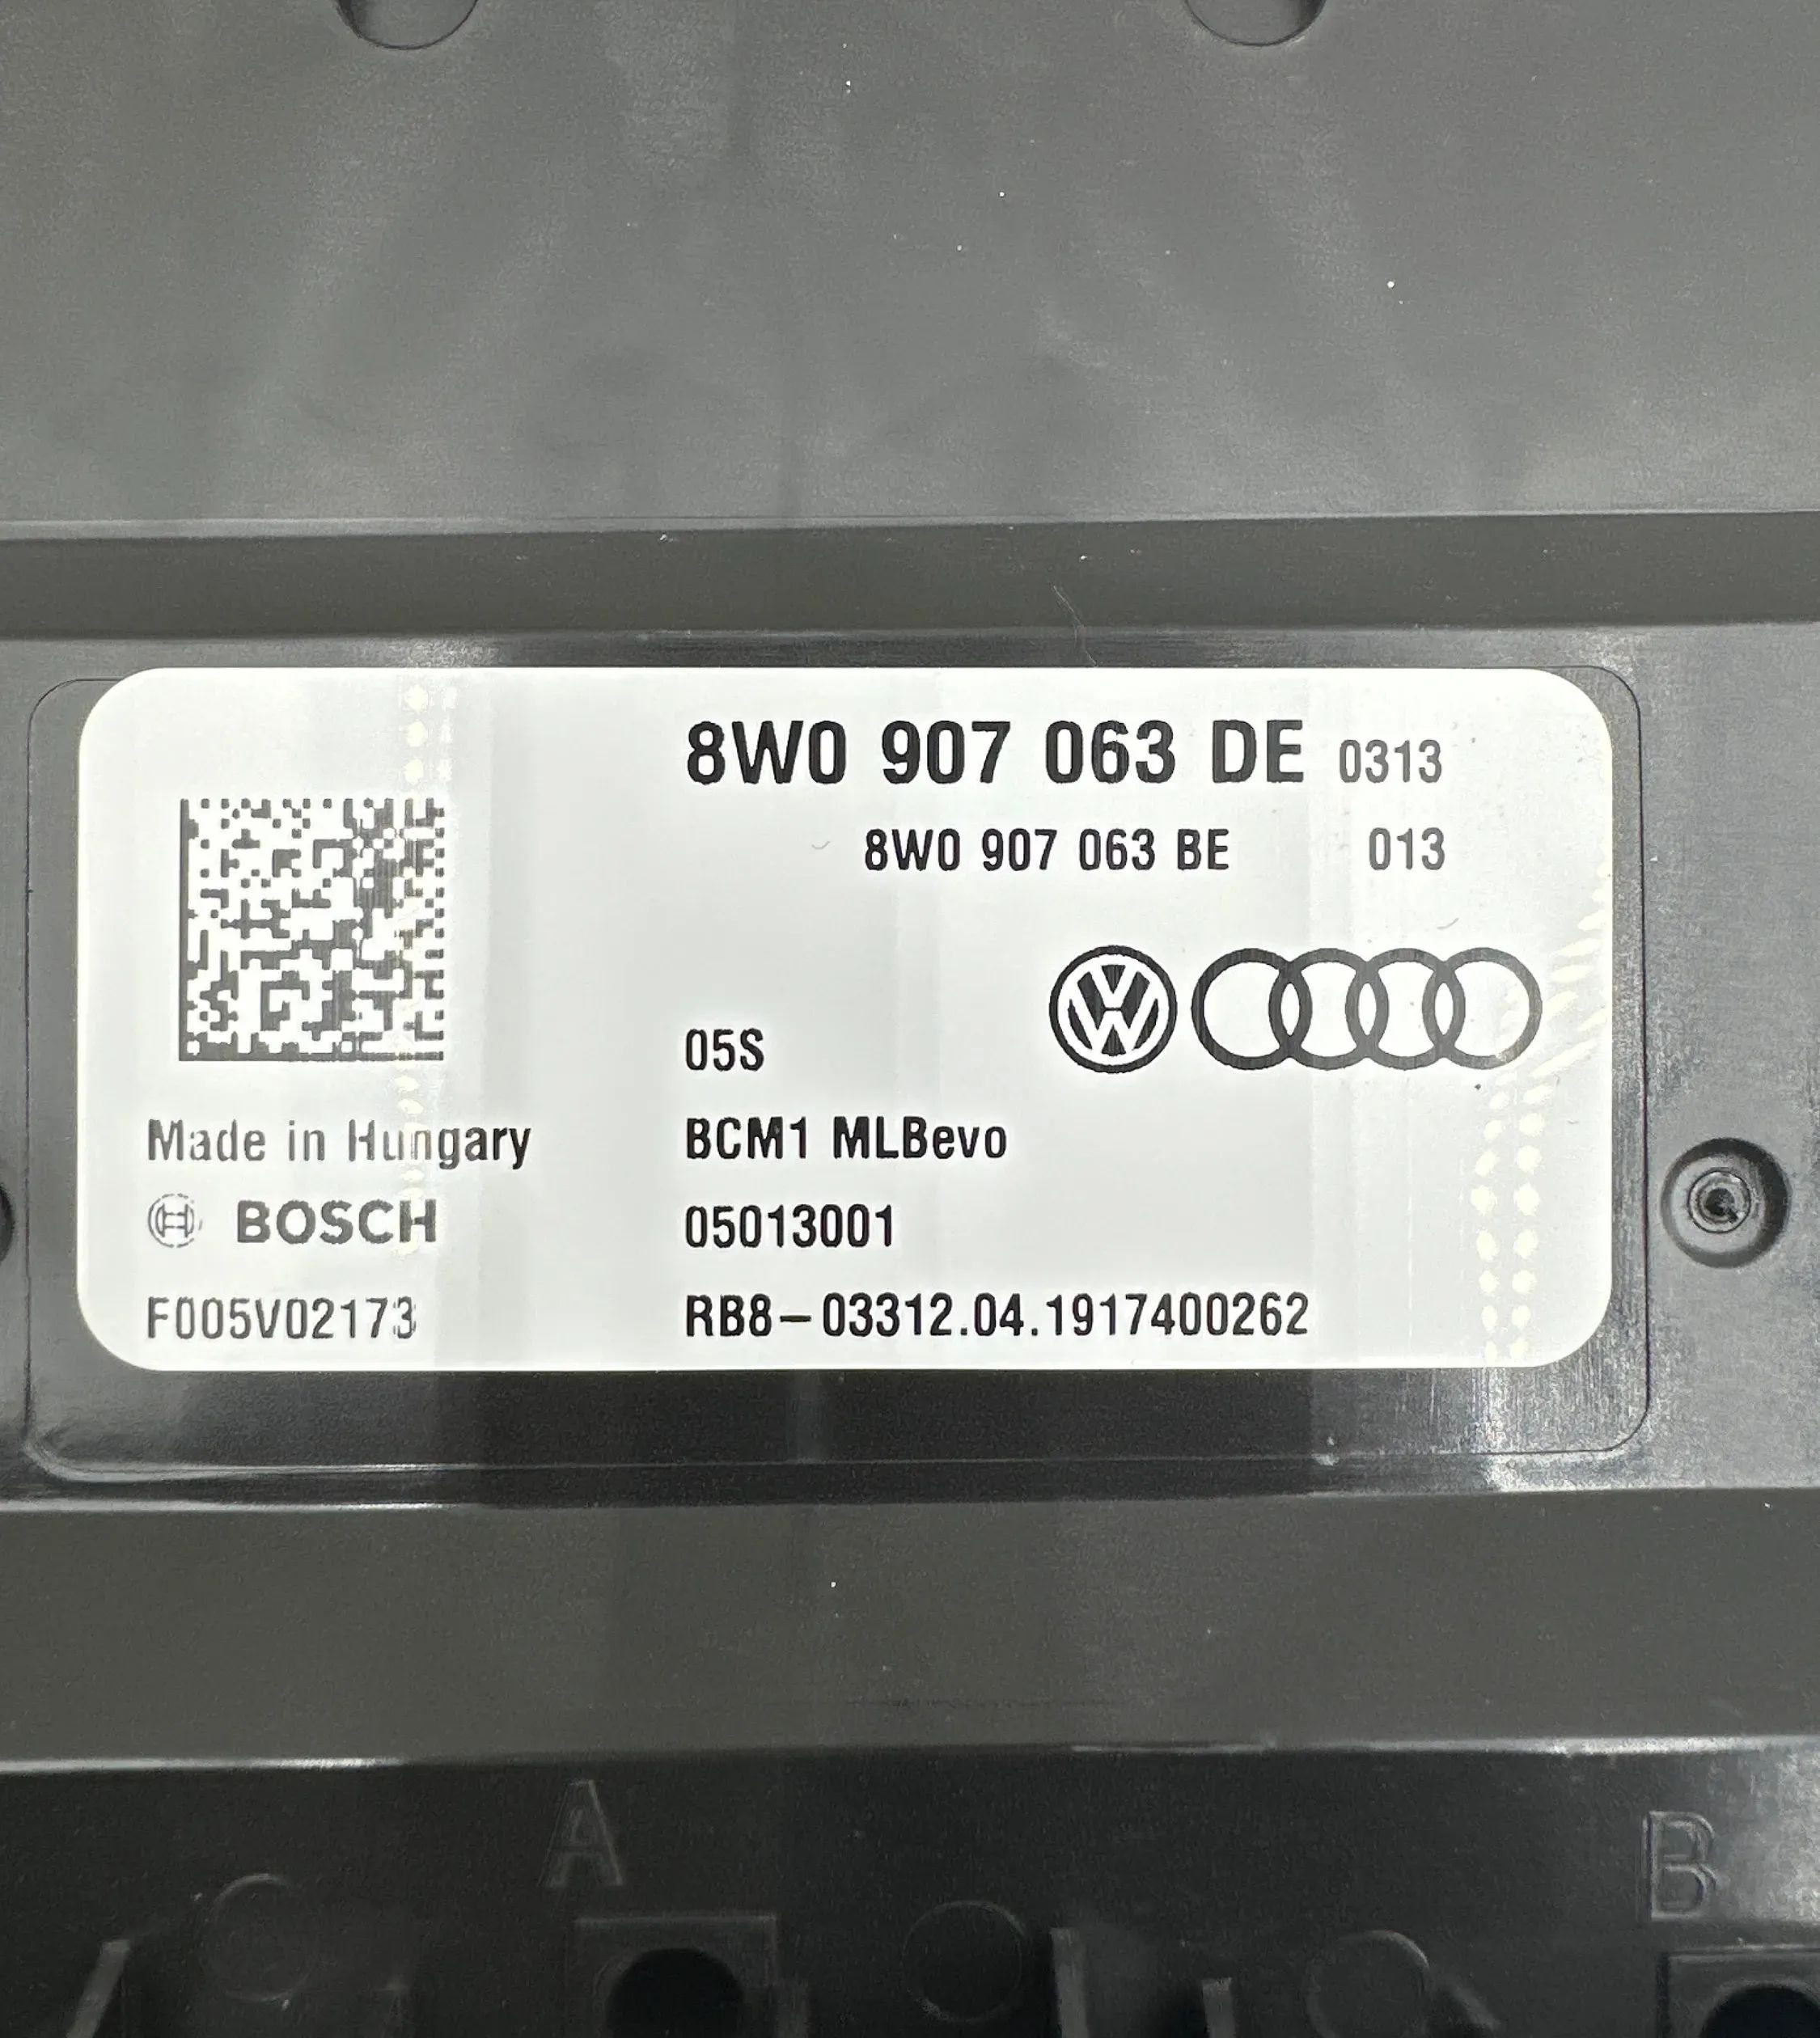 8W0 907 063 DE 0313
8W0 907 063 BE 013
05S
Made in Hungary
BCM1 MLBevo
BOSCH
05013001
F005V02173
RB8-03312.04.1917400262
A
B